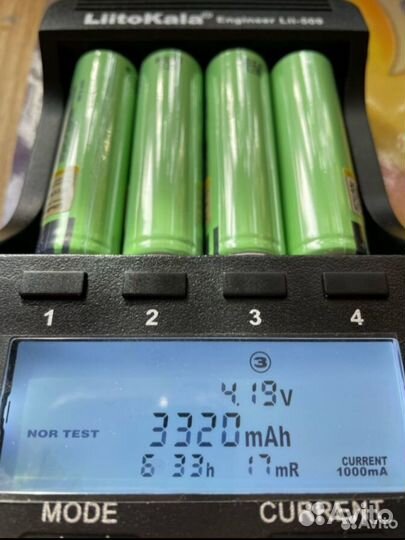 LiitoKala Engineer Lii-500
1 2 3 4
3
4.19V
NOR TEST 3320mAh
6 33h 17mR CURRENT 1000mA
MODE CURRENT
Avito